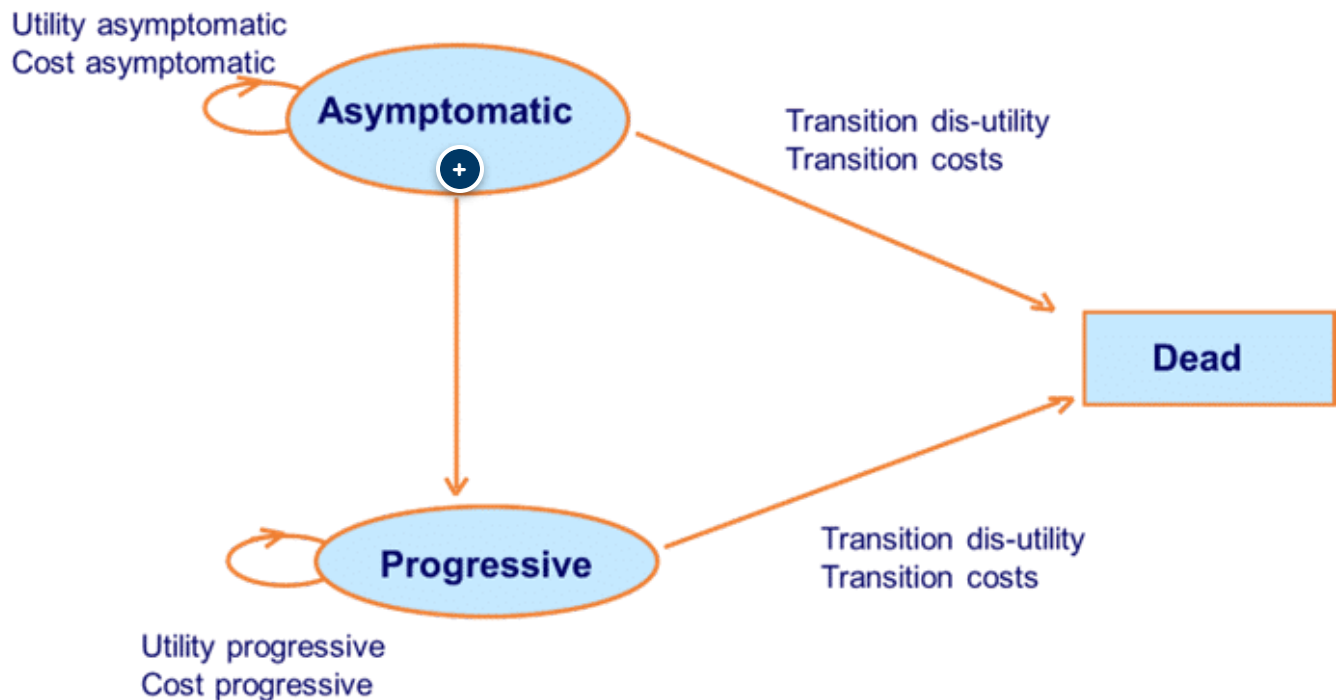 Utility asymptomatic
Cost asymptomatic
Asymptomatic
+
Transition dis-utility
Transition costs
Dead
Progressive
Transition dis-utility
Transition costs
Utility progressive
Cost progressive